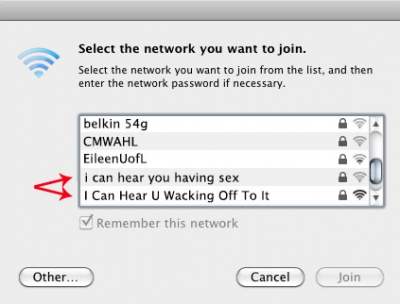 Select the network you want to join.
Select the network you want to join from the list, and then
enter the network password if necessary.
belkin 54g
CMWAHL
EileenUofL
i can hear you having sex
I Can Hear U Wacking Off To It
Remember this network
Other...
Cancel
Join